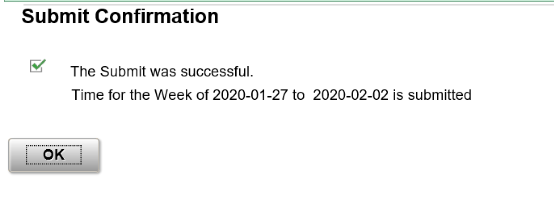 Submit Confirmation
The Submit was successful.
Time for the Week of 2020-01-27 to 2020-02-02 is submitted
OK